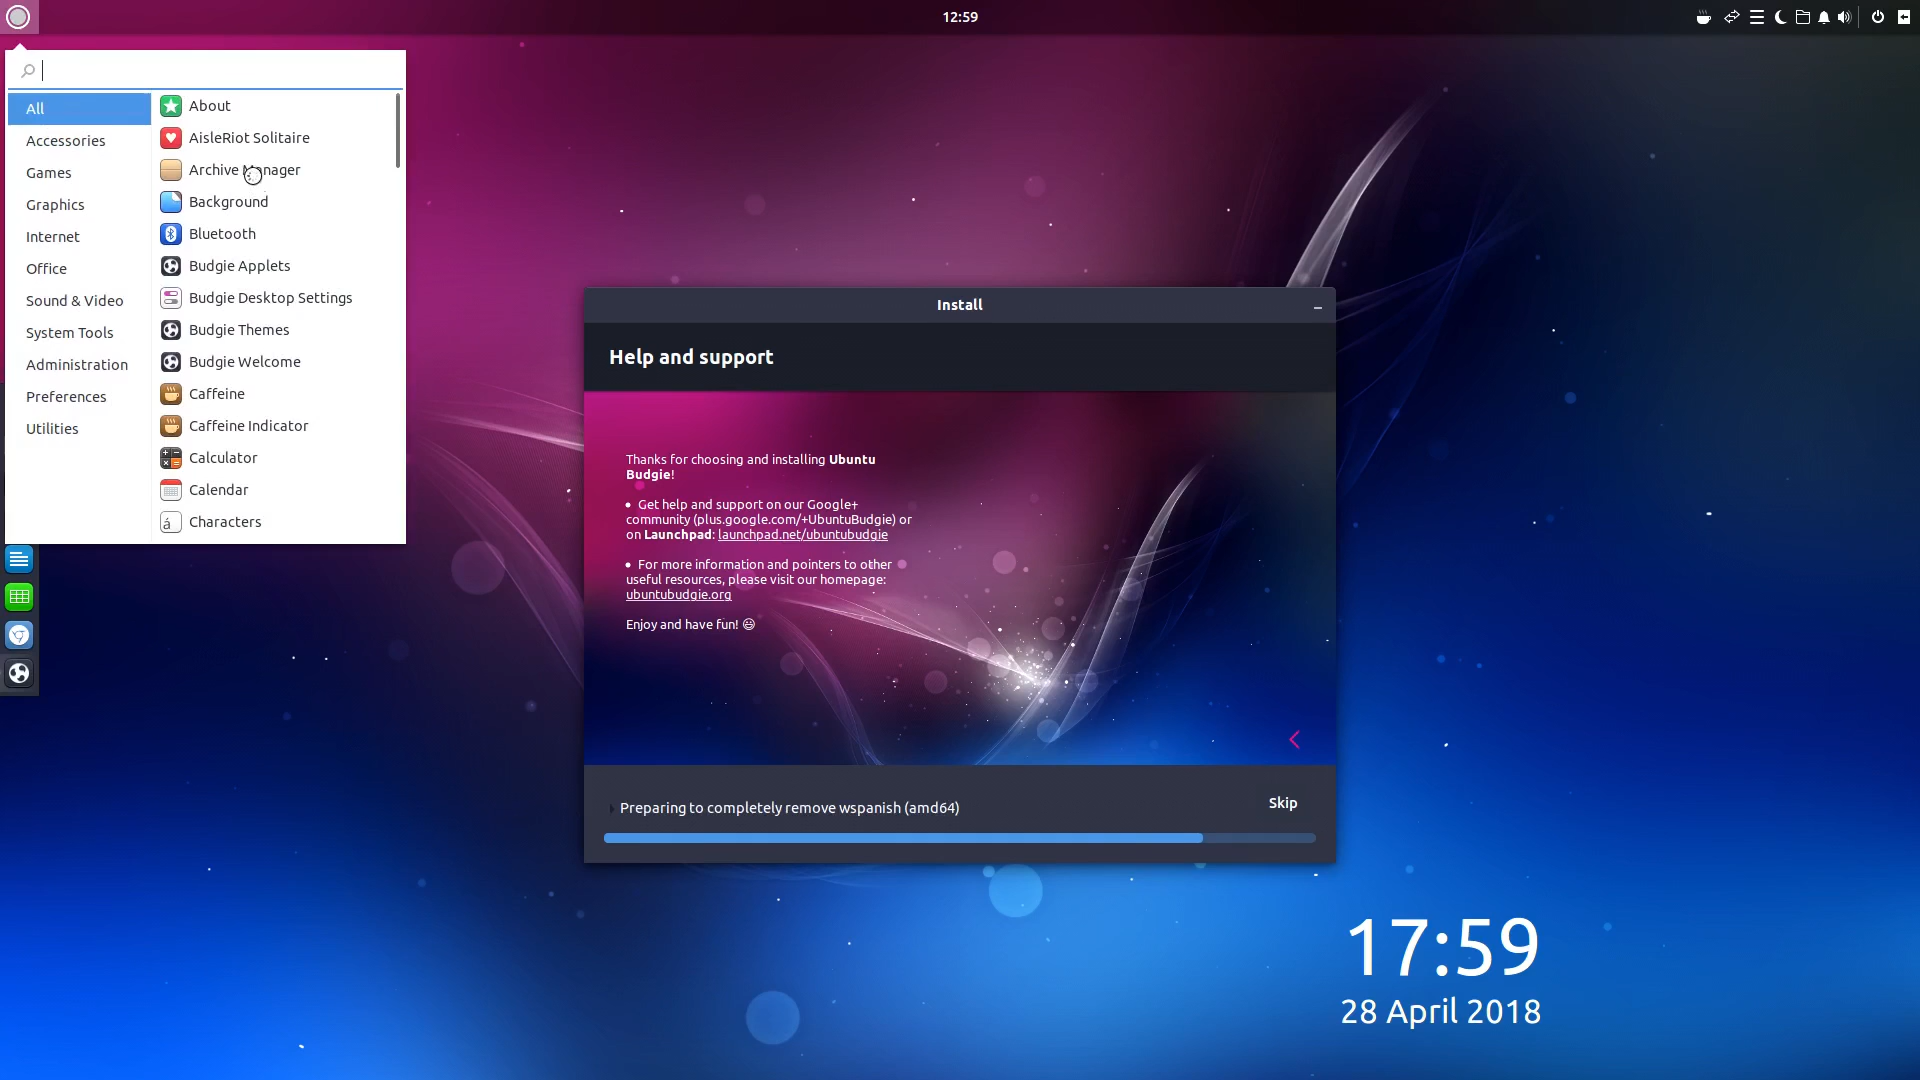 12:59
All
Accessories
Games
Graphics
Internet
Office
Sound & Video
System Tools
Administration
Preferences
Utilities
About
AisleRiot Solitaire
Archive Manager
Background
Bluetooth
Budgie Applets
Budgie Desktop Settings
Budgie Themes
Budgie Welcome
Caffeine
Caffeine Indicator
Calculator
Calendar
Characters
Install
Help and support
Thanks for choosing and installing Ubuntu
Budgie!
• Get help and support on our Google+
community (plus.google.com/+UbuntuBudgie) or
on Launchpad: launchpad.net/ubuntubudgie
• For more information and pointers to other
useful resources, please visit our homepage:
ubuntubudgie.org
Enjoy and have fun! 😃
Preparing to completely remove wspanish (amd64)
Skip
17:59
28 April 2018